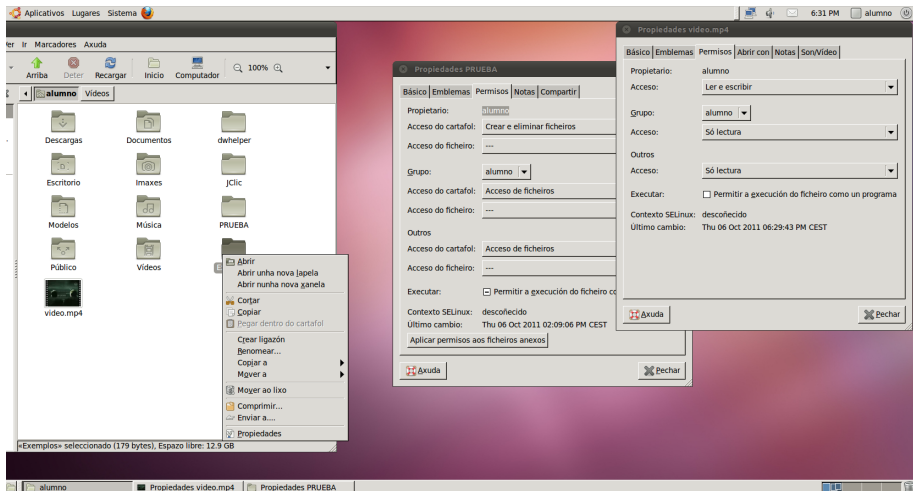 Aplicativos Lugares Sistema 6:31 PM alumno
Ver Ir Marcadores Axuda
Arriba Deter Recargar Inicio Computador 100%
alumno Vídeos
Descargas Documentos dwhelper
Escritorio Imaxes JClic
Modelos Música PRUEBA
Público Vídeos
video.mp4
Abrir
Abrir unha nova lapela
Abrir nunha nova xanela
Cortar
Copiar
Pegar dentro do cartafol
Crear ligazón
Renomear...
Copiar a
Mover a
Mover ao lixo
Comprimir...
Enviar a....
Propiedades
«Exemplos» seleccionado (179 bytes), Espazo libre: 12.9 GB
Propiedades PRUEBA
Básico Emblemas Permisos Notas Compartir
Propietario: alumno
Acceso do cartafol: Crear e eliminar ficheiros
Acceso do ficheiro: ---
Grupo: alumno
Acceso do cartafol: Acceso de ficheiros
Acceso do ficheiro: ---
Outros
Acceso do cartafol: Acceso de ficheiros
Acceso do ficheiro: ---
Executar: Permitir a execución do ficheiro co
Contexto SELinux: descoñecido
Último cambio: Thu 06 Oct 2011 02:09:06 PM CEST
Aplicar permisos aos ficheiros anexos
Axuda Pechar
Propiedades video.mp4
Básico Emblemas Permisos Abrir con Notas Son/Vídeo
Propietario: alumno
Acceso: Ler e escribir
Grupo: alumno
Acceso: Só lectura
Outros
Acceso: Só lectura
Executar: Permitir a execución do ficheiro como un programa
Contexto SELinux: descoñecido
Último cambio: Thu 06 Oct 2011 06:29:43 PM CEST
Axuda Pechar
alumno Propiedades video.mp4 Propiedades PRUEBA